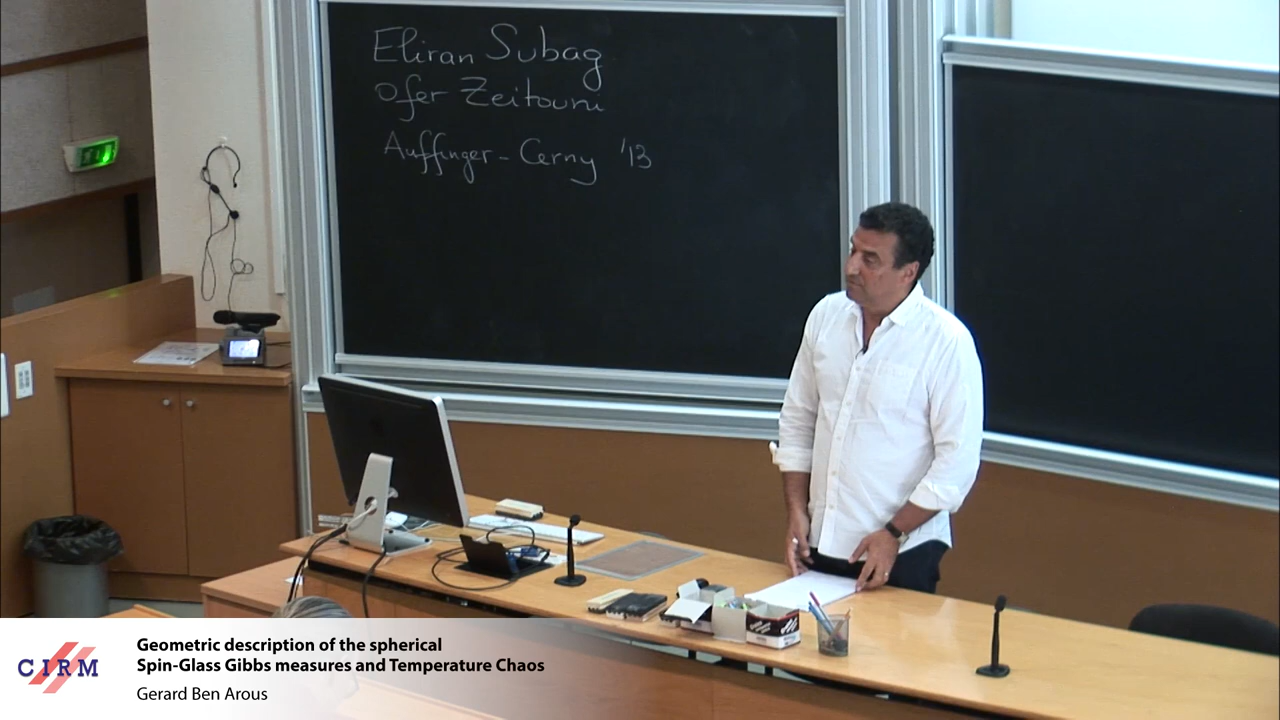 Eliran Subag
Ofer Zeitouni
Auffinger - Cerny '13
CIRM
Geometric description of the spherical
Spin-Glass Gibbs measures and Temperature Chaos
Gerard Ben Arous